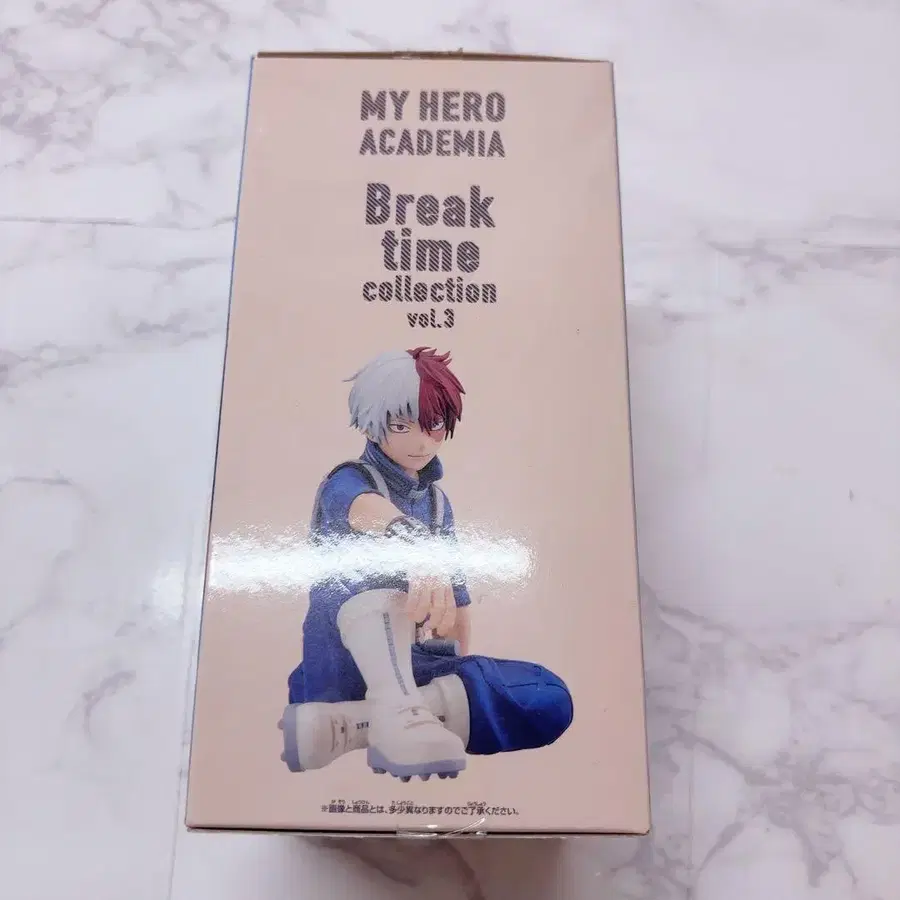 MY HERO
ACADEMIA
Break
time
collection
vol.3
※画像と商品とは、多少異なりますのでご了承ください。